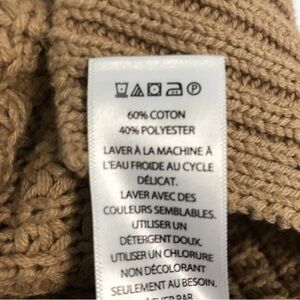 60% COTON
40% POLYESTER
LAVER À LA MACHINE À
L'EAU FROIDE AU CYCLE
DÉLICAT.
LAVER AVEC DES
COULEURS SEMBLABLES.
UTILISER UN
DÉTERGENT DOUX.
UTILISER UN CHLORURE
NON DÉCOLORANT
SEULEMENT AU BESOIN.
PAR